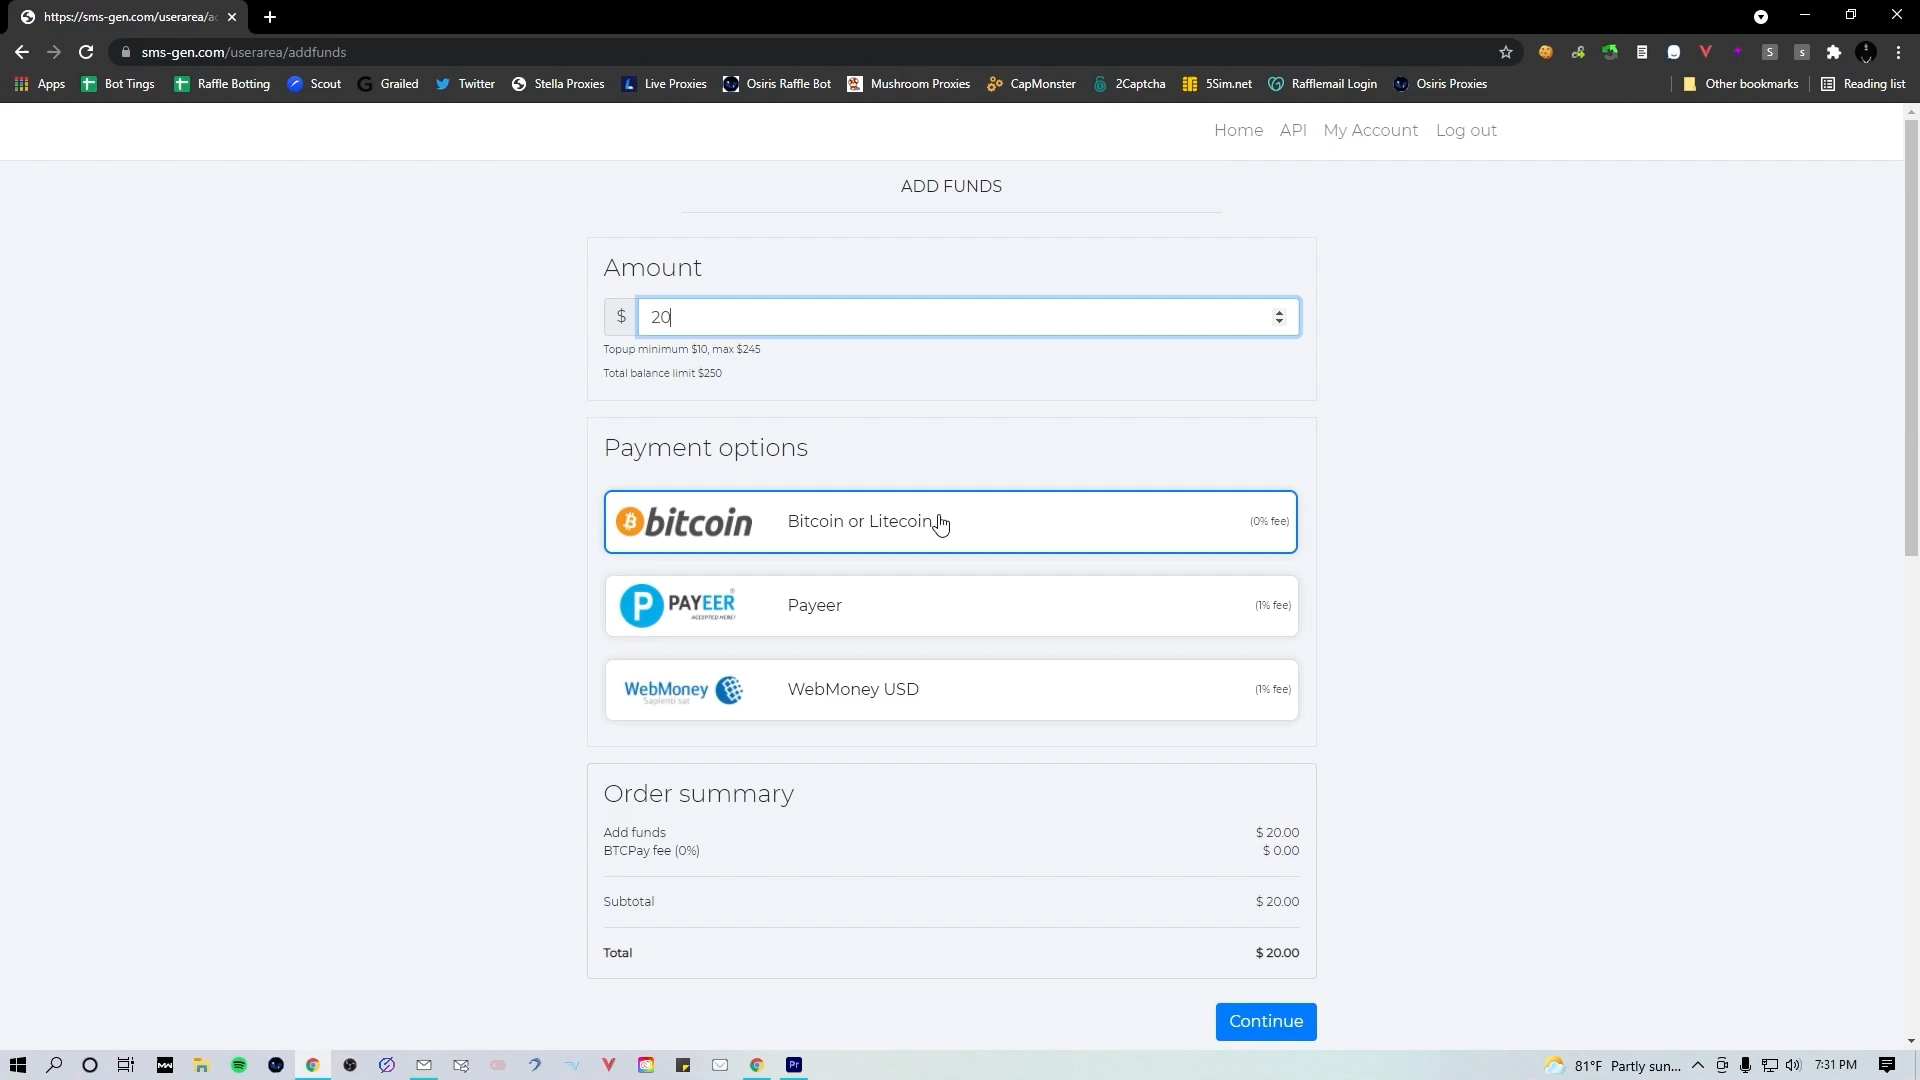 https://sms-gen.com/userarea/ac
sms-gen.com/userarea/addfunds
Apps Bot Tings Raffle Botting Scout Grailed Twitter Stella Proxies Live Proxies Osiris Raffle Bot Mushroom Proxies CapMonster 2Captcha 5Sim.net Rafflemail Login Osiris Proxies Other bookmarks Reading list
Home API My Account Log out
ADD FUNDS
Amount
$ 20
Topup minimum $10, max $245
Total balance limit $250
Payment options
bitcoin Bitcoin or Litecoin (0% fee)
PAYEER ACCEPTED HERE! Payeer (1% fee)
WebMoney Sapienti sat WebMoney USD (1% fee)
Order summary
Add funds $ 20.00
BTCPay fee (0%) $ 0.00
Subtotal $ 20.00
Total $ 20.00
Continue
81°F Partly sun... 7:31 PM